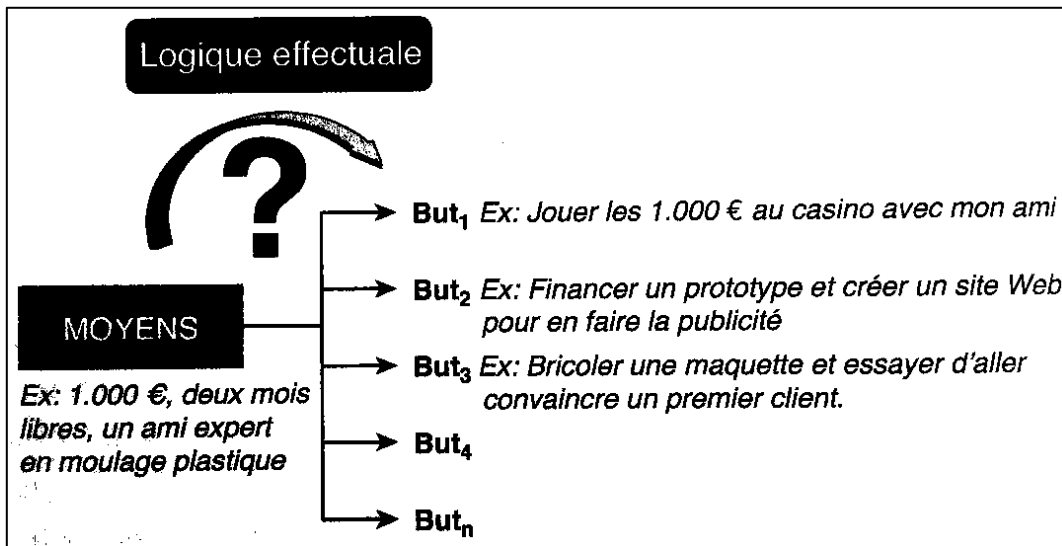 Logique effectuale
?
But₁ Ex: Jouer les 1.000 € au casino avec mon ami
But₂ Ex: Financer un prototype et créer un site Web
pour en faire la publicité
MOYENS
But₃ Ex: Bricoler une maquette et essayer d'aller
convaincre un premier client.
Ex: 1.000 €, deux mois
libres, un ami expert
en moulage plastique
But₄
Butₙ